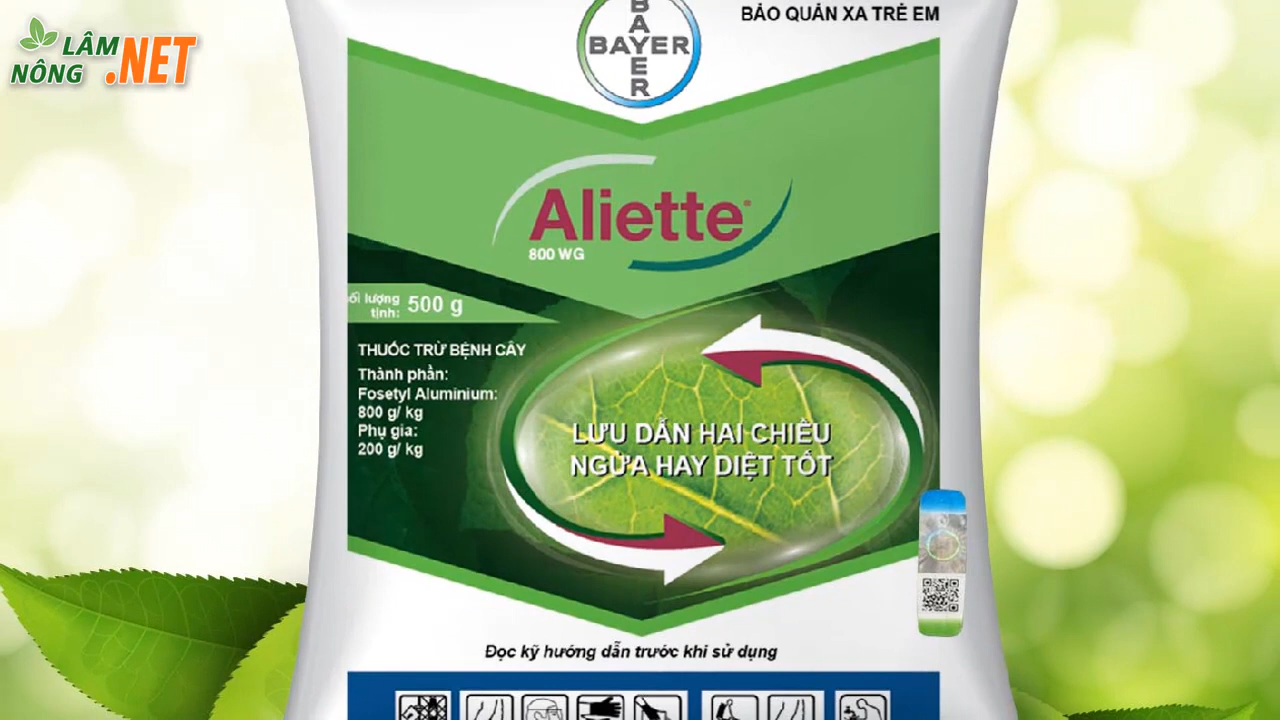 LÂM
NÔNG .NET
BAYER
BAYER
BẢO QUẢN XA TRẺ EM
Aliette®
800 WG
ối lượng
tịnh: 500 g
THUỐC TRỪ BỆNH CÂY
Thành phần:
Fosetyl Aluminium:
800 g/ kg
Phụ gia:
200 g/ kg
LƯU DẪN HAI CHIỀU
NGỪA HAY DIỆT TỐT
Đọc kỹ hướng dẫn trước khi sử dụng